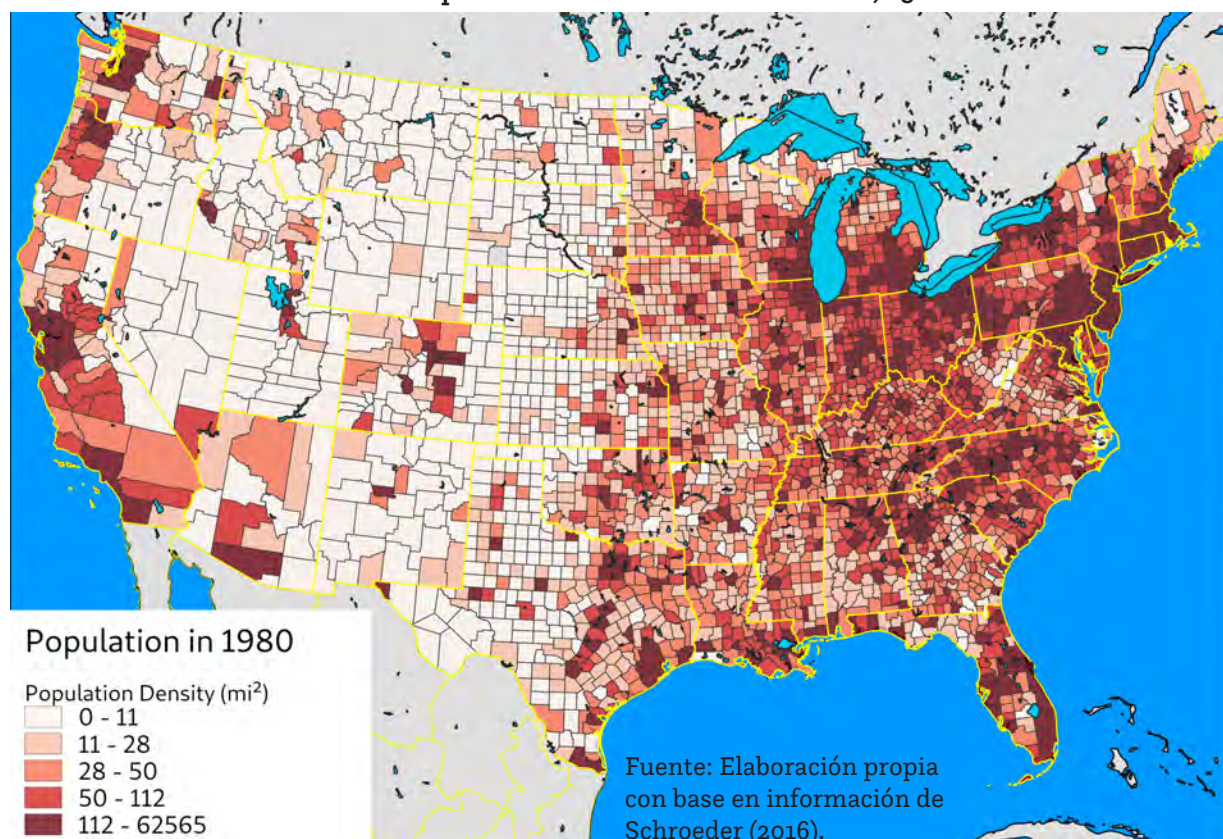 Population in 1980
Population Density (mi²)
0 - 11
11 - 28
28 - 50
50 - 112
112 - 62565
Fuente: Elaboración propia
con base en información de
Schroeder (2016).